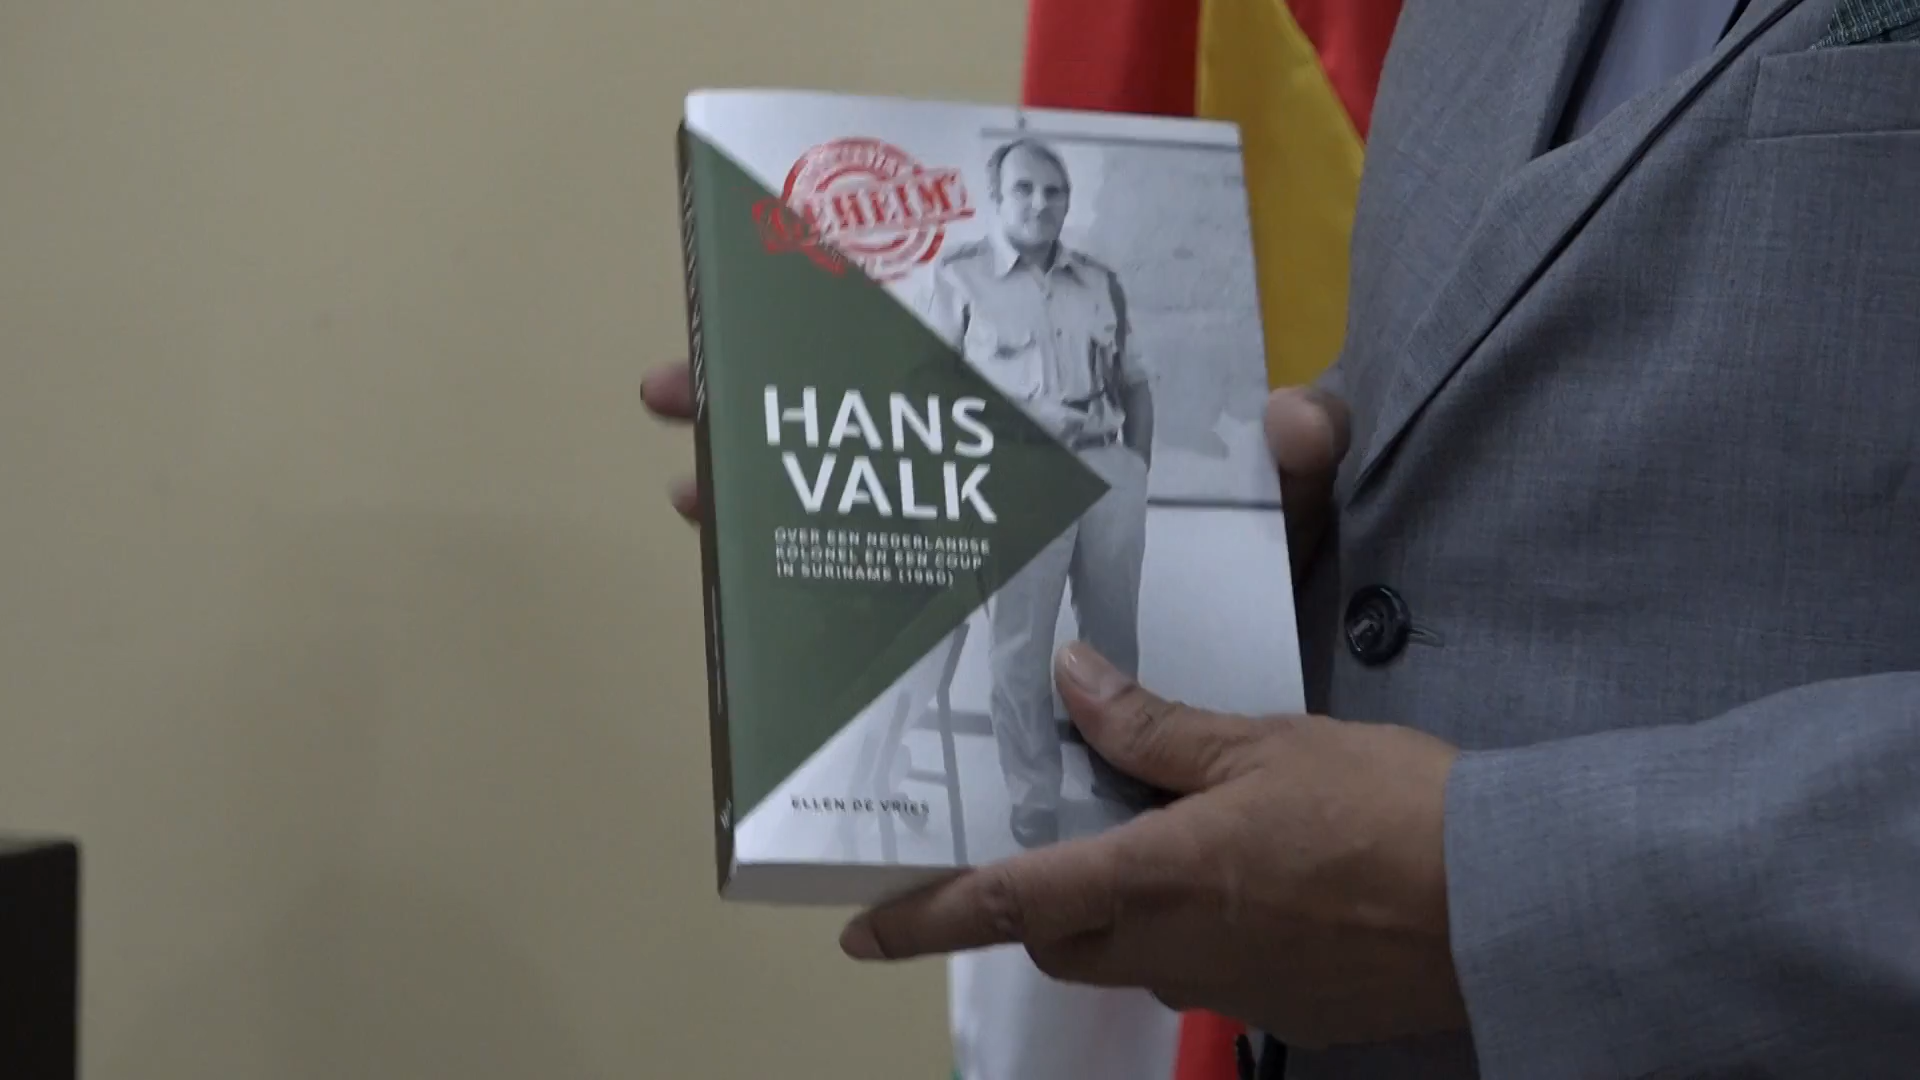 GEHEIM
HANS
VALK
OVER EEN NEDERLANDSE
KOLONEL EN EEN COUP
IN SURINAME (1980)
ELLEN DE VRIES